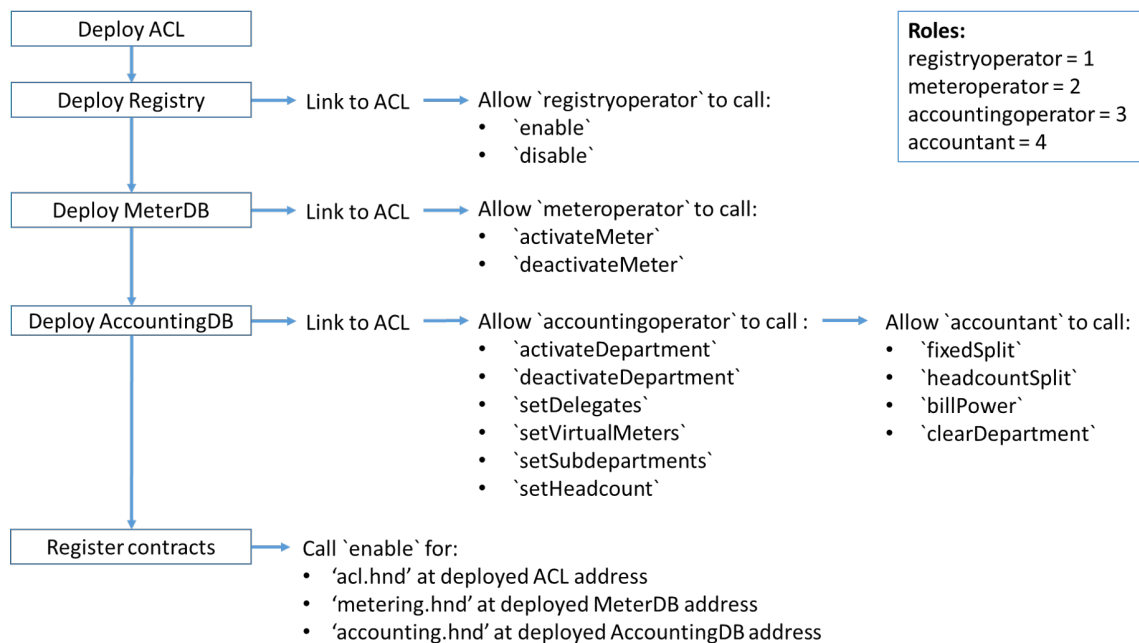 Deploy ACL
Roles:
registryoperator = 1
meteroperator = 2
accountingoperator = 3
accountant = 4
Deploy Registry
Link to ACL
Allow `registryoperator` to call:
• `enable`
• `disable`
Deploy MeterDB
Link to ACL
Allow `meteroperator` to call:
• `activateMeter`
• `deactivateMeter`
Deploy AccountingDB
Link to ACL
Allow `accountingoperator` to call :
• `activateDepartment`
• `deactivateDepartment`
• `setDelegates`
• `setVirtualMeters`
• `setSubdepartments`
• `setHeadcount`
Allow `accountant` to call:
• `fixedSplit`
• `headcountSplit`
• `billPower`
• `clearDepartment`
Register contracts
Call `enable` for:
• ‘acl.hnd’ at deployed ACL address
• ‘metering.hnd’ at deployed MeterDB address
• ‘accounting.hnd’ at deployed AccountingDB address